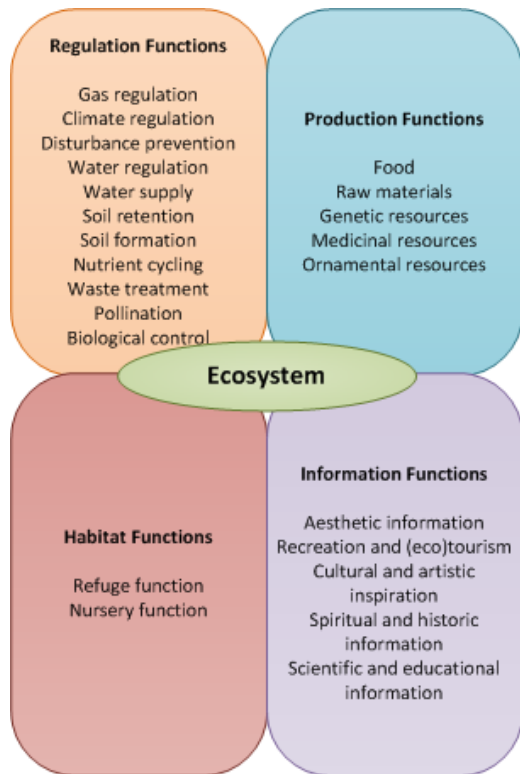 Regulation Functions
Gas regulation
Climate regulation
Disturbance prevention
Water regulation
Water supply
Soil retention
Soil formation
Nutrient cycling
Waste treatment
Pollination
Biological control
Production Functions
Food
Raw materials
Genetic resources
Medicinal resources
Ornamental resources
Ecosystem
Habitat Functions
Refuge function
Nursery function
Information Functions
Aesthetic information
Recreation and (eco)tourism
Cultural and artistic
inspiration
Spiritual and historic
information
Scientific and educational
information